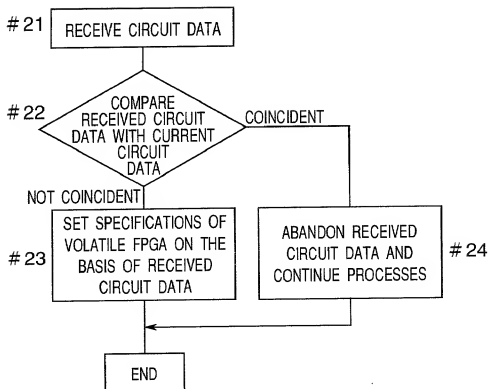 #21
RECEIVE CIRCUIT DATA
#22
COMPARE
RECEIVED CIRCUIT
DATA WITH CURRENT
CIRCUIT
DATA
COINCIDENT
NOT COINCIDENT
#23
SET SPECIFICATIONS OF
VOLATILE FPGA ON THE
BASIS OF RECEIVED
CIRCUIT DATA
ABANDON RECEIVED
CIRCUIT DATA AND
CONTINUE PROCESSES
#24
END